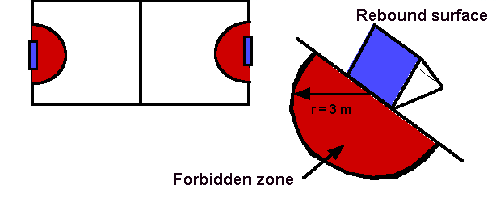 Rebound surface
r = 3 m
Forbidden zone